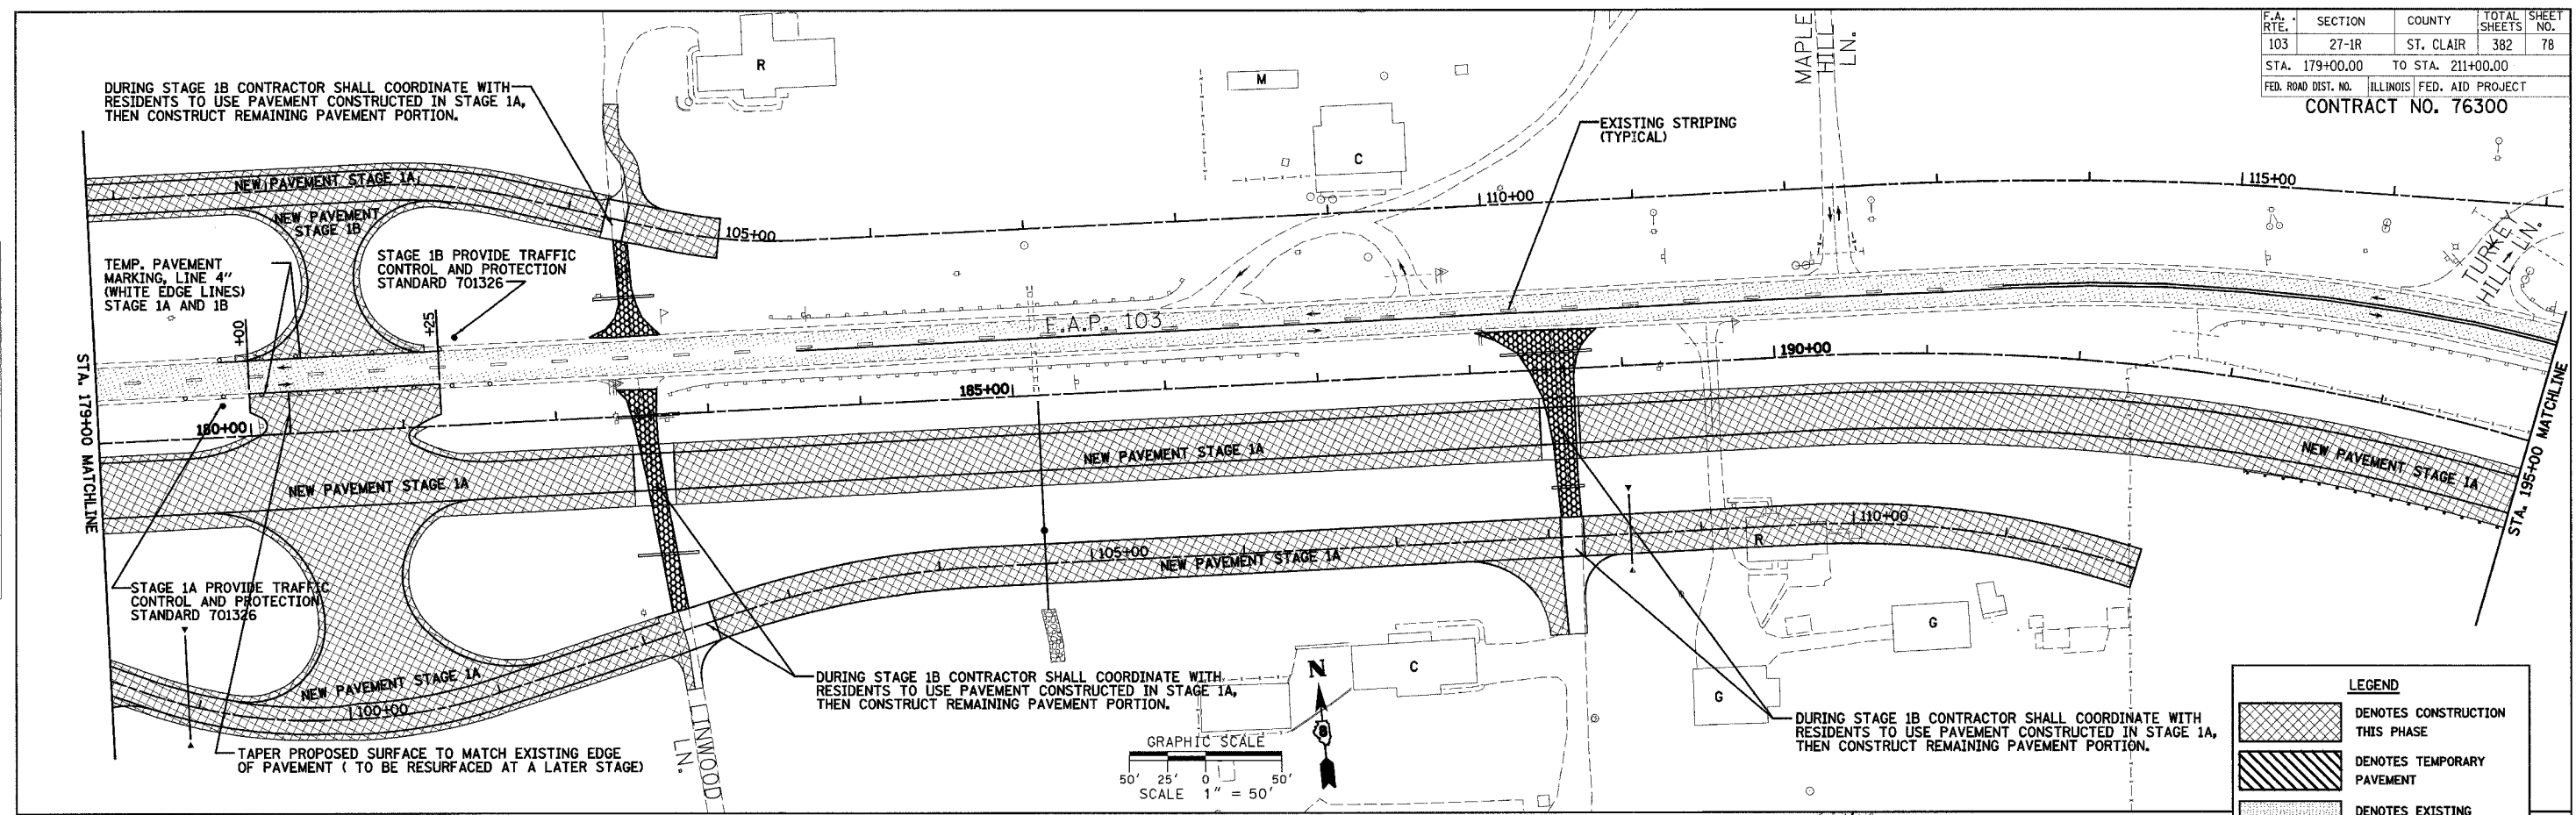 F.A. RTE. SECTION COUNTY TOTAL SHEETS SHEET NO.
103 27-1R ST. CLAIR 382 78
STA. 179+00.00 TO STA. 211+00.00
FED. ROAD DIST. NO. ILLINOIS FED. AID PROJECT
CONTRACT NO. 76300
DURING STAGE 1B CONTRACTOR SHALL COORDINATE WITH
RESIDENTS TO USE PAVEMENT CONSTRUCTED IN STAGE 1A,
THEN CONSTRUCT REMAINING PAVEMENT PORTION.
R
M
C
EXISTING STRIPING
(TYPICAL)
MAPLE
HILL
LN.
NEW PAVEMENT STAGE 1A
NEW PAVEMENT
STAGE 1B
105+00
110+00
115+00
TURKEY
HILL LN.
TEMP. PAVEMENT
MARKING, LINE 4"
(WHITE EDGE LINES)
STAGE 1A AND 1B
STAGE 1B PROVIDE TRAFFIC
CONTROL AND PROTECTION
STANDARD 701326
+00
+25
F.A.P. 103
STA. 179+00 MATCHLINE
180+00
185+00
190+00
STA. 195+00 MATCHLINE
NEW PAVEMENT STAGE 1A
NEW PAVEMENT STAGE 1A
NEW PAVEMENT STAGE 1A
105+00
NEW PAVEMENT STAGE 1A
110+00
R
G
G
C
STAGE 1A PROVIDE TRAFFIC
CONTROL AND PROTECTION
STANDARD 701326
NEW PAVEMENT STAGE 1A
100+00
LINWOOD
LN.
TAPER PROPOSED SURFACE TO MATCH EXISTING EDGE
OF PAVEMENT ( TO BE RESURFACED AT A LATER STAGE)
DURING STAGE 1B CONTRACTOR SHALL COORDINATE WITH
RESIDENTS TO USE PAVEMENT CONSTRUCTED IN STAGE 1A,
THEN CONSTRUCT REMAINING PAVEMENT PORTION.
N
GRAPHIC SCALE
50' 25' 0 50'
SCALE 1" = 50'
DURING STAGE 1B CONTRACTOR SHALL COORDINATE WITH
RESIDENTS TO USE PAVEMENT CONSTRUCTED IN STAGE 1A,
THEN CONSTRUCT REMAINING PAVEMENT PORTION.
LEGEND
DENOTES CONSTRUCTION
THIS PHASE
DENOTES TEMPORARY
PAVEMENT
DENOTES EXISTING